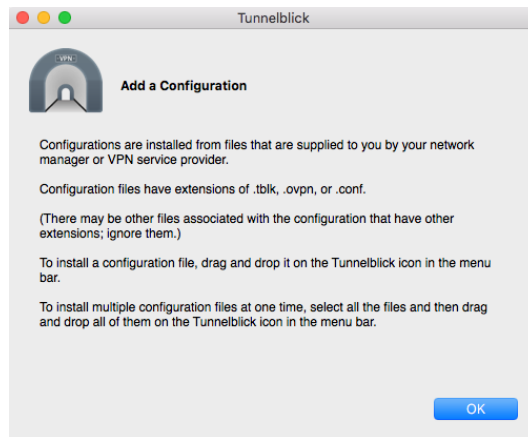 Tunnelblick
VPN
Add a Configuration
Configurations are installed from files that are supplied to you by your network
manager or VPN service provider.
Configuration files have extensions of .tblk, .ovpn, or .conf.
(There may be other files associated with the configuration that have other
extensions; ignore them.)
To install a configuration file, drag and drop it on the Tunnelblick icon in the menu
bar.
To install multiple configuration files at one time, select all the files and then drag
and drop all of them on the Tunnelblick icon in the menu bar.
OK